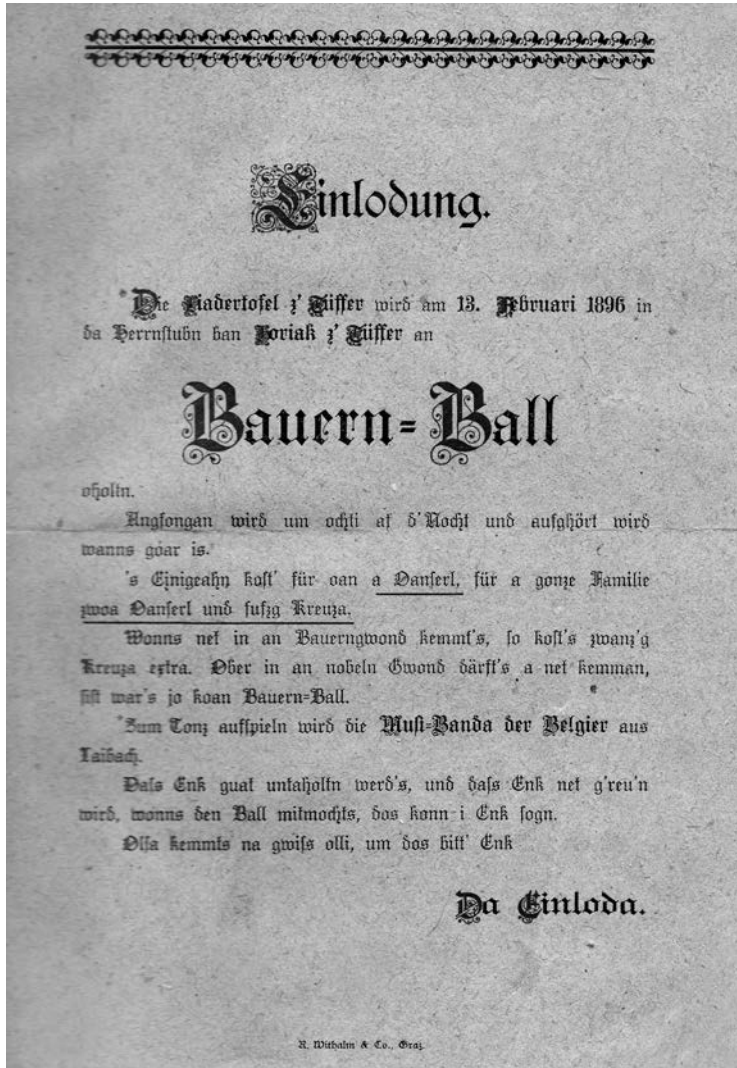 Einlodung.
Die Liadertofel z' Tüffer wird am 13. Februari 1896 in
da Herrnstubn ban Horiak z' Tüffer an
Bauern-Ball
oholtn.
Angfongan wird um ochti af d'Nocht und aufghört wird
wanns goar is.
's Einigeahn kost' für oan a Danserl, für a gonze Familie
zwoa Danserl und fufzg Kreuza.
Wonns net in an Bauerngwond kemmt's, so kost's zwanz'g
Kreuza extra. Ober in an nobeln Gwond därft's a net kemman,
sist war's jo koan Bauern-Ball.
Zum Tonz aufspieln wird die Musi-Banda der Belgier aus
Laibach.
Dass Enk guat untaholtn werd's, und dass Enk net g'reu'n
wird, wonns den Ball mitmochts, dos konn i Enk sogn.
Olsa kemmts na gwiss olli, um dos bitt' Enk
Da Einloda.
R. Withalm & Co., Graz.